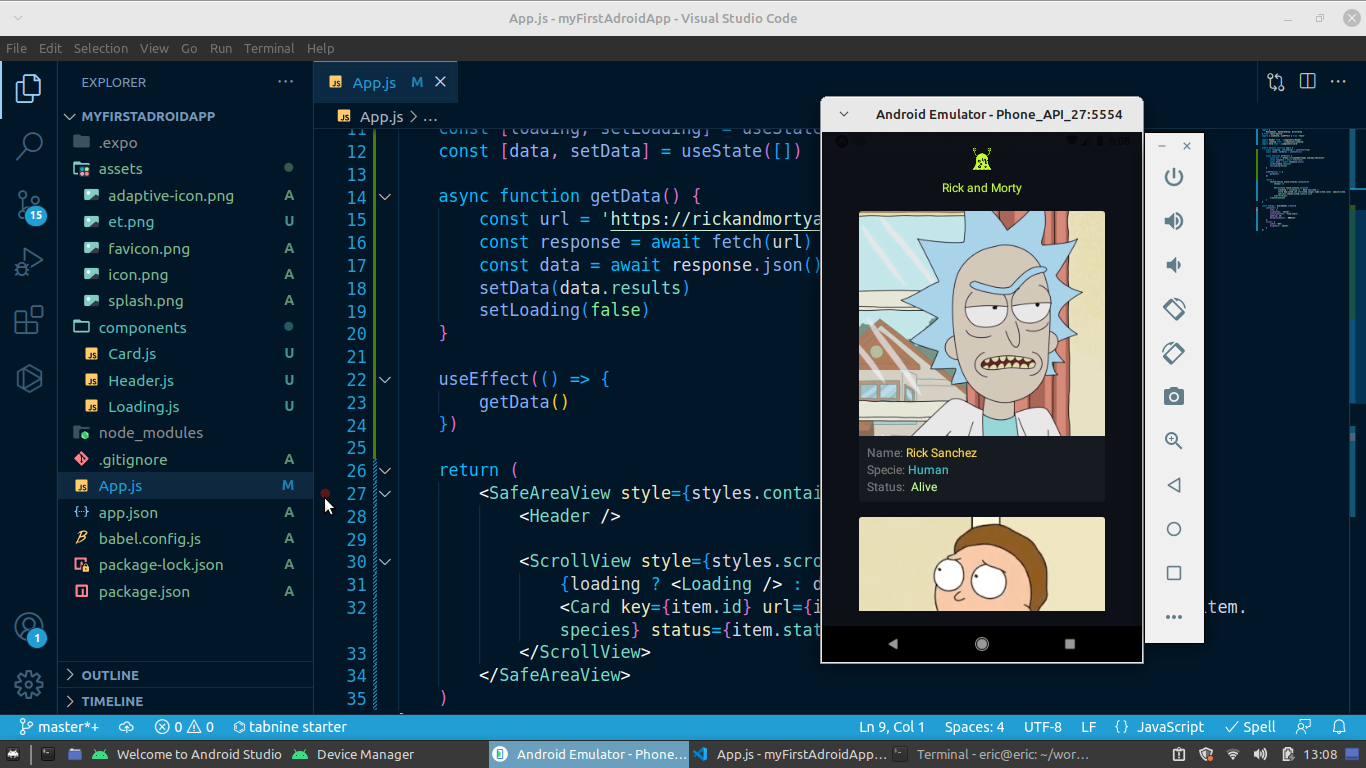 App.js - myFirstAdroidApp - Visual Studio Code
File Edit Selection View Go Run Terminal Help
EXPLORER
MYFIRSTADROIDAPP
.expo
assets
adaptive-icon.png A
et.png U
favicon.png A
icon.png A
splash.png A
components
Card.js U
Header.js U
Loading.js U
node_modules
.gitignore A
App.js M
app.json A
babel.config.js A
package-lock.json A
package.json A
OUTLINE
TIMELINE
15
1
App.js M
App.js > ...
11 const [loading, setLoading] = useState
12 const [data, setData] = useState([])
13
14 async function getData() {
15 const url = 'https://rickandmortya
16 const response = await fetch(url)
17 const data = await response.json()
18 setData(data.results)
19 setLoading(false)
20 }
21
22 useEffect(() => {
23 getData()
24 })
25
26 return (
27 <SafeAreaView style={styles.contai
28 <Header />
29
30 <ScrollView style={styles.scro
31 {loading ? <Loading /> : d
32 <Card key={item.id} url={i tem.
species} status={item.stat
33 </ScrollView>
34 </SafeAreaView>
35 )
Android Emulator - Phone_API_27:5554
Rick and Morty
Name: Rick Sanchez
Specie: Human
Status: Alive
master*+ 0 0 tabnine starter Ln 9, Col 1 Spaces: 4 UTF-8 LF {} JavaScript Spell
Welcome to Android Studio Device Manager Android Emulator - Phone... App.js - myFirstAdroidApp... Terminal - eric@eric: ~/wor... 13:08